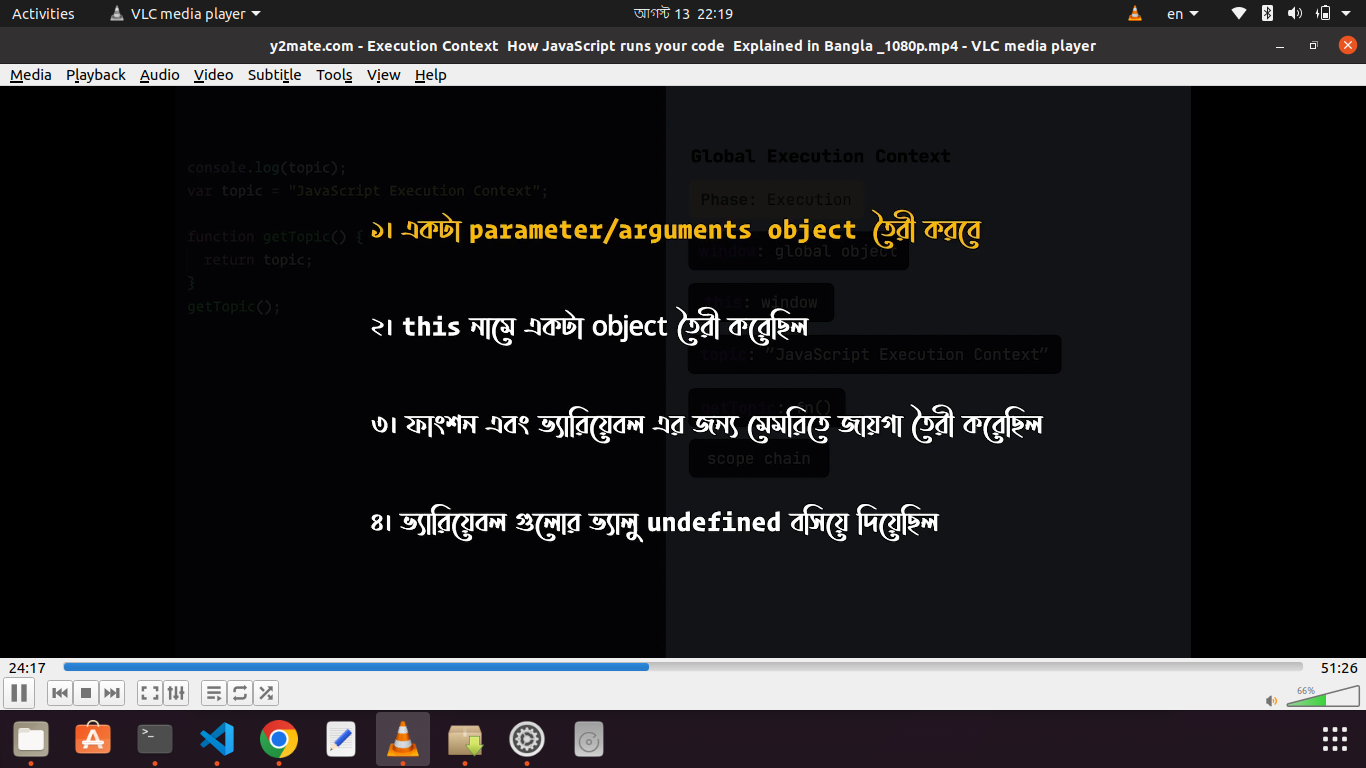 Activities
VLC media player
আগস্ট 13 22:19
en
y2mate.com - Execution Context How JavaScript runs your code Explained in Bangla _1080p.mp4 - VLC media player
Media Playback Audio Video Subtitle Tools View Help
console.log(topic);
var topic = "JavaScript Execution Context";
function getTopic() {
return topic;
}
getTopic();
Global Execution Context
Phase: Execution
window: global object
this: window
topic: "JavaScript Execution Context"
getTopic: fn()
scope chain
১। একটা parameter/arguments object তৈরী করবে
২। this নামে একটা object তৈরী করেছিল
৩। ফাংশন এবং ভ্যারিয়েবল এর জন্য মেমরিতে জায়গা তৈরী করেছিল
৪। ভ্যারিয়েবল গুলোর ভ্যালু undefined বসিয়ে দিয়েছিল
24:17
51:26
66%